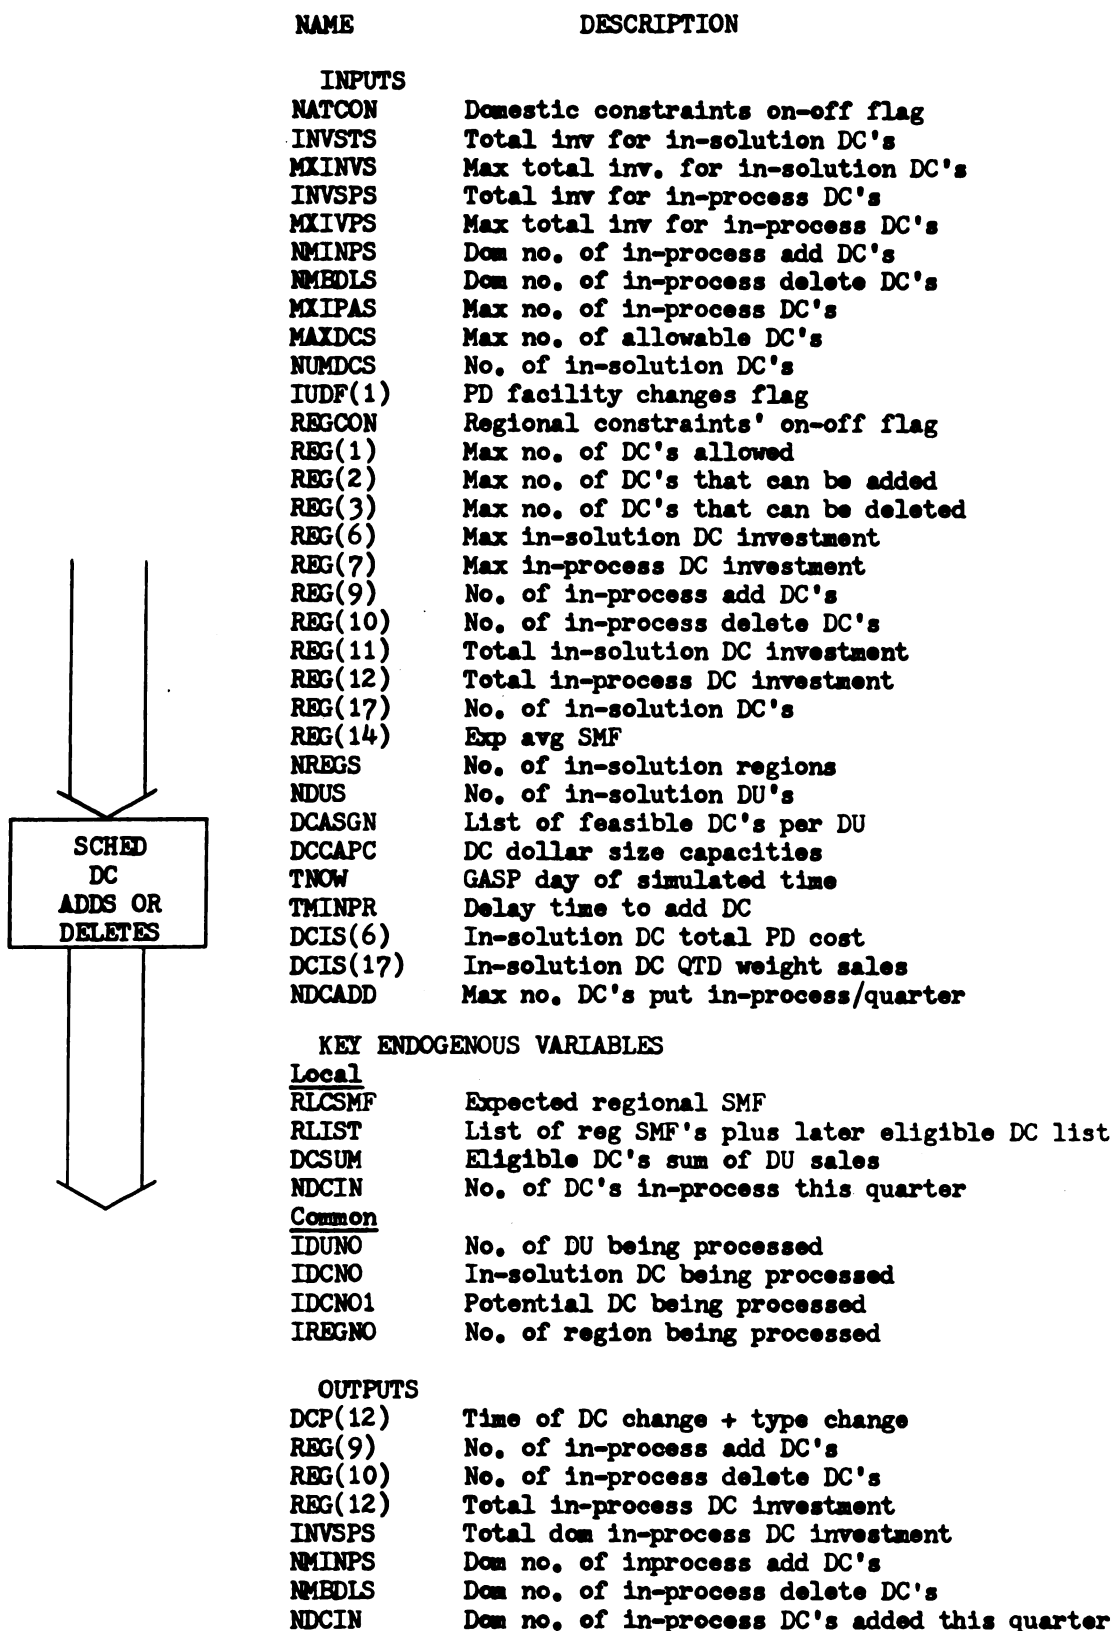 NAME DESCRIPTION
INPUTS
NATCON Domestic constraints on-off flag
INVSTS Total inv for in-solution DC's
MXINVS Max total inv. for in-solution DC's
INVSPS Total inv for in-process DC's
MXIVPS Max total inv for in-process DC's
NMINPS Dom no. of in-process add DC's
NMBDLS Dom no. of in-process delete DC's
MXIPAS Max no. of in-process DC's
MAXDCS Max no. of allowable DC's
NUMDCS No. of in-solution DC's
IUDF(1) PD facility changes flag
REGCON Regional constraints' on-off flag
REG(1) Max no. of DC's allowed
REG(2) Max no. of DC's that can be added
REG(3) Max no. of DC's that can be deleted
REG(6) Max in-solution DC investment
REG(7) Max in-process DC investment
REG(9) No. of in-process add DC's
REG(10) No. of in-process delete DC's
REG(11) Total in-solution DC investment
REG(12) Total in-process DC investment
REG(17) No. of in-solution DC's
REG(14) Exp avg SMF
NREGS No. of in-solution regions
NDUS No. of in-solution DU's
DCASGN List of feasible DC's per DU
DCCAPC DC dollar size capacities
TNOW GASP day of simulated time
TMINPR Delay time to add DC
DCIS(6) In-solution DC total PD cost
DCIS(17) In-solution DC QTD weight sales
NDCADD Max no. DC's put in-process/quarter
SCHED
DC
ADDS OR
DELETES
KEY ENDOGENOUS VARIABLES
Local
RLCSMF Expected regional SMF
RLIST List of reg SMF's plus later eligible DC list
DCSUM Eligible DC's sum of DU sales
NDCIN No. of DC's in-process this quarter
Common
IDUNO No. of DU being processed
IDCNO In-solution DC being processed
IDCNO1 Potential DC being processed
IREGNO No. of region being processed
OUTPUTS
DCP(12) Time of DC change + type change
REG(9) No. of in-process add DC's
REG(10) No. of in-process delete DC's
REG(12) Total in-process DC investment
INVSPS Total dom in-process DC investment
NMINPS Dom no. of inprocess add DC's
NMBDLS Dom no. of in-process delete DC's
NDCIN Dom no. of in-process DC's added this quarter